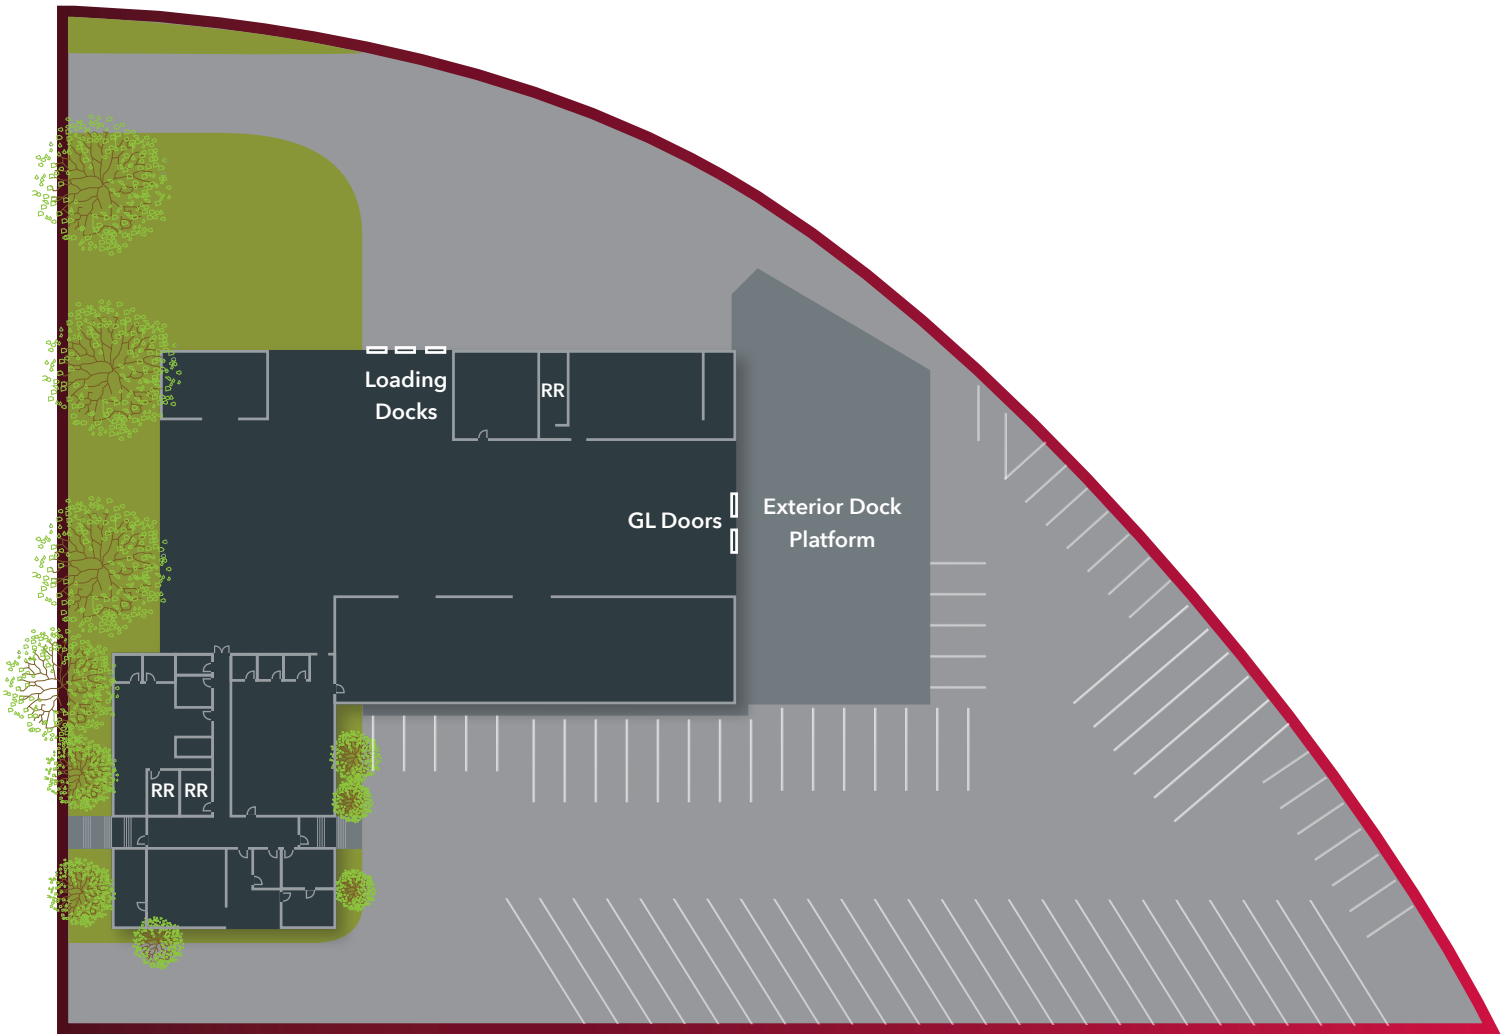 Loading
Docks
RR
GL Doors
Exterior Dock
Platform
RR
RR